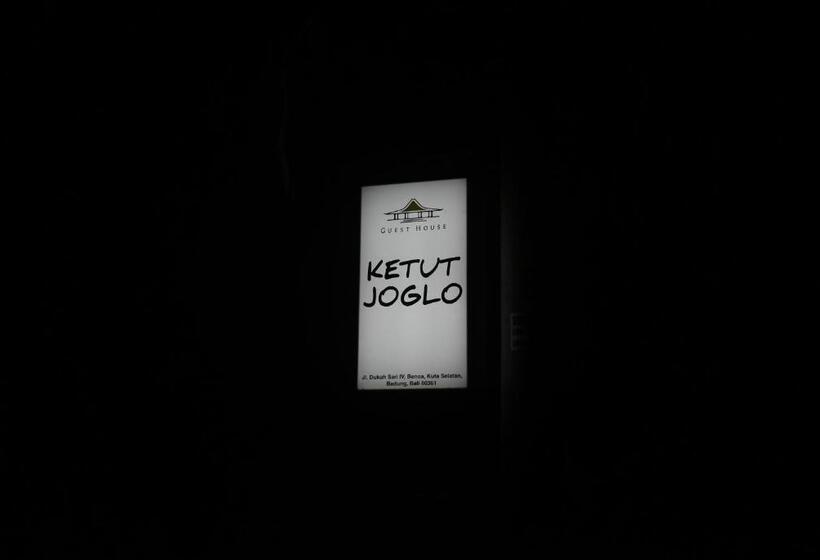 GUEST HOUSE
KETUT
JOGLO
Jl. Dukuh Sari IV, Benoa, Kuta Selatan,
Badung, Bali 80361